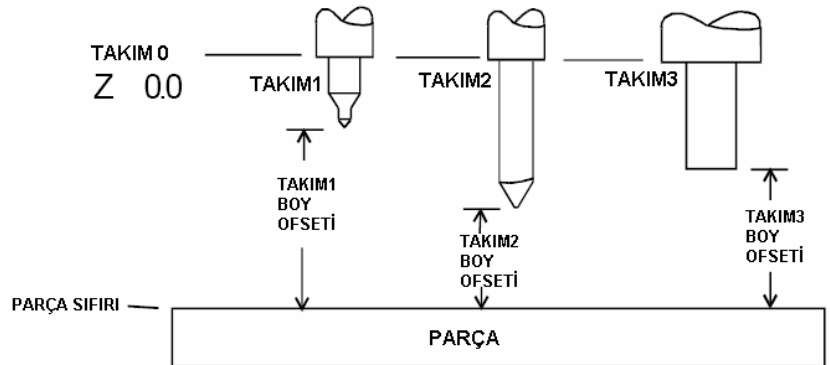 TAKIM 0
Z 0.0
TAKIM1
TAKIM2
TAKIM3
TAKIM1
BOY
OFSETİ
TAKIM2
BOY
OFSETİ
TAKIM3
BOY
OFSETİ
PARÇA SIFIRI
PARÇA